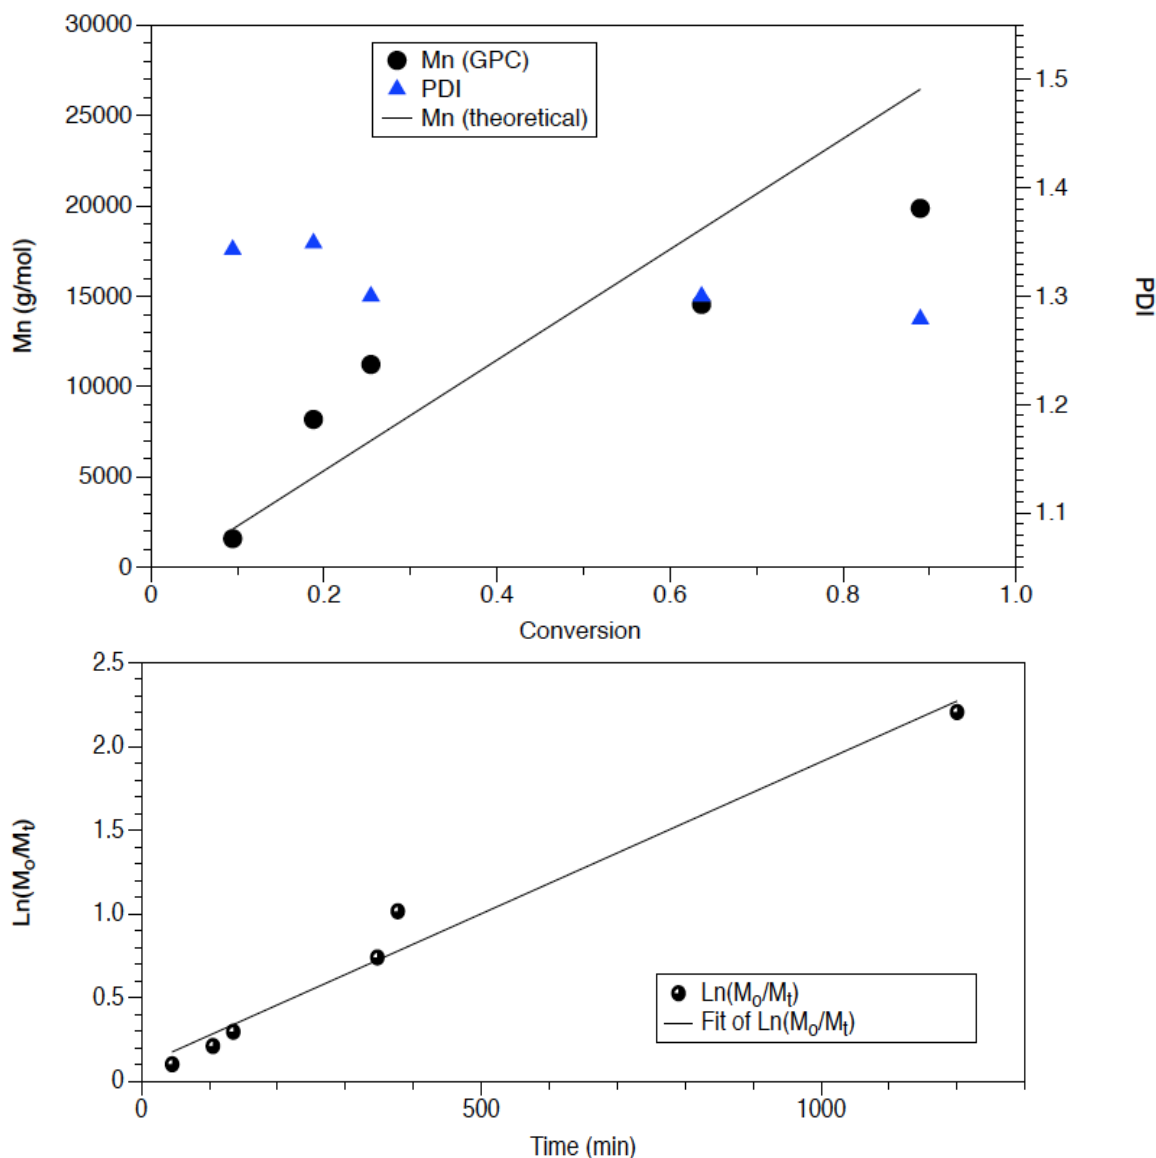 30000
25000
20000
15000
10000
5000
0
Mn (g/mol)
Mn (GPC)
PDI
Mn (theoretical)
1.5
1.4
1.3
1.2
1.1
PDI
0 0.2 0.4 0.6 0.8 1.0
Conversion
2.5
2.0
1.5
1.0
0.5
0
Ln(Mo/Mt)
Ln(Mo/Mt)
Fit of Ln(Mo/Mt)
0 500 1000
Time (min)